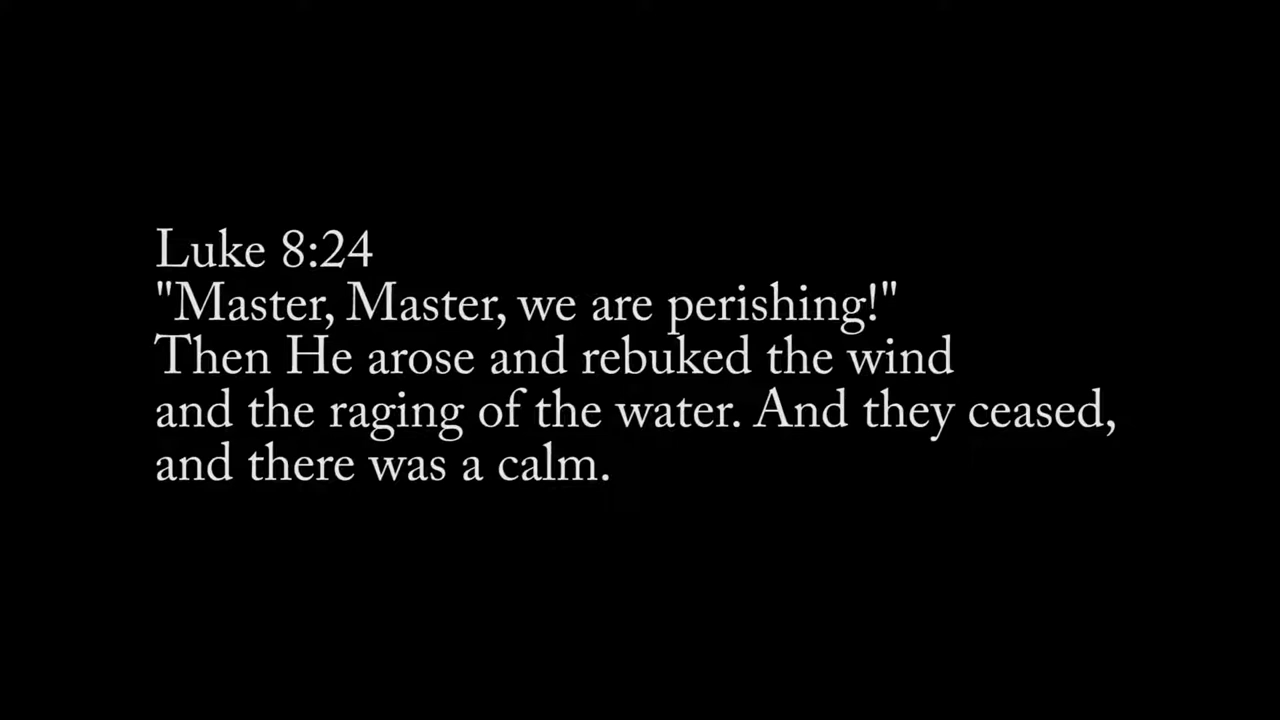 Luke 8:24
"Master, Master, we are perishing!"
Then He arose and rebuked the wind
and the raging of the water. And they ceased,
and there was a calm.